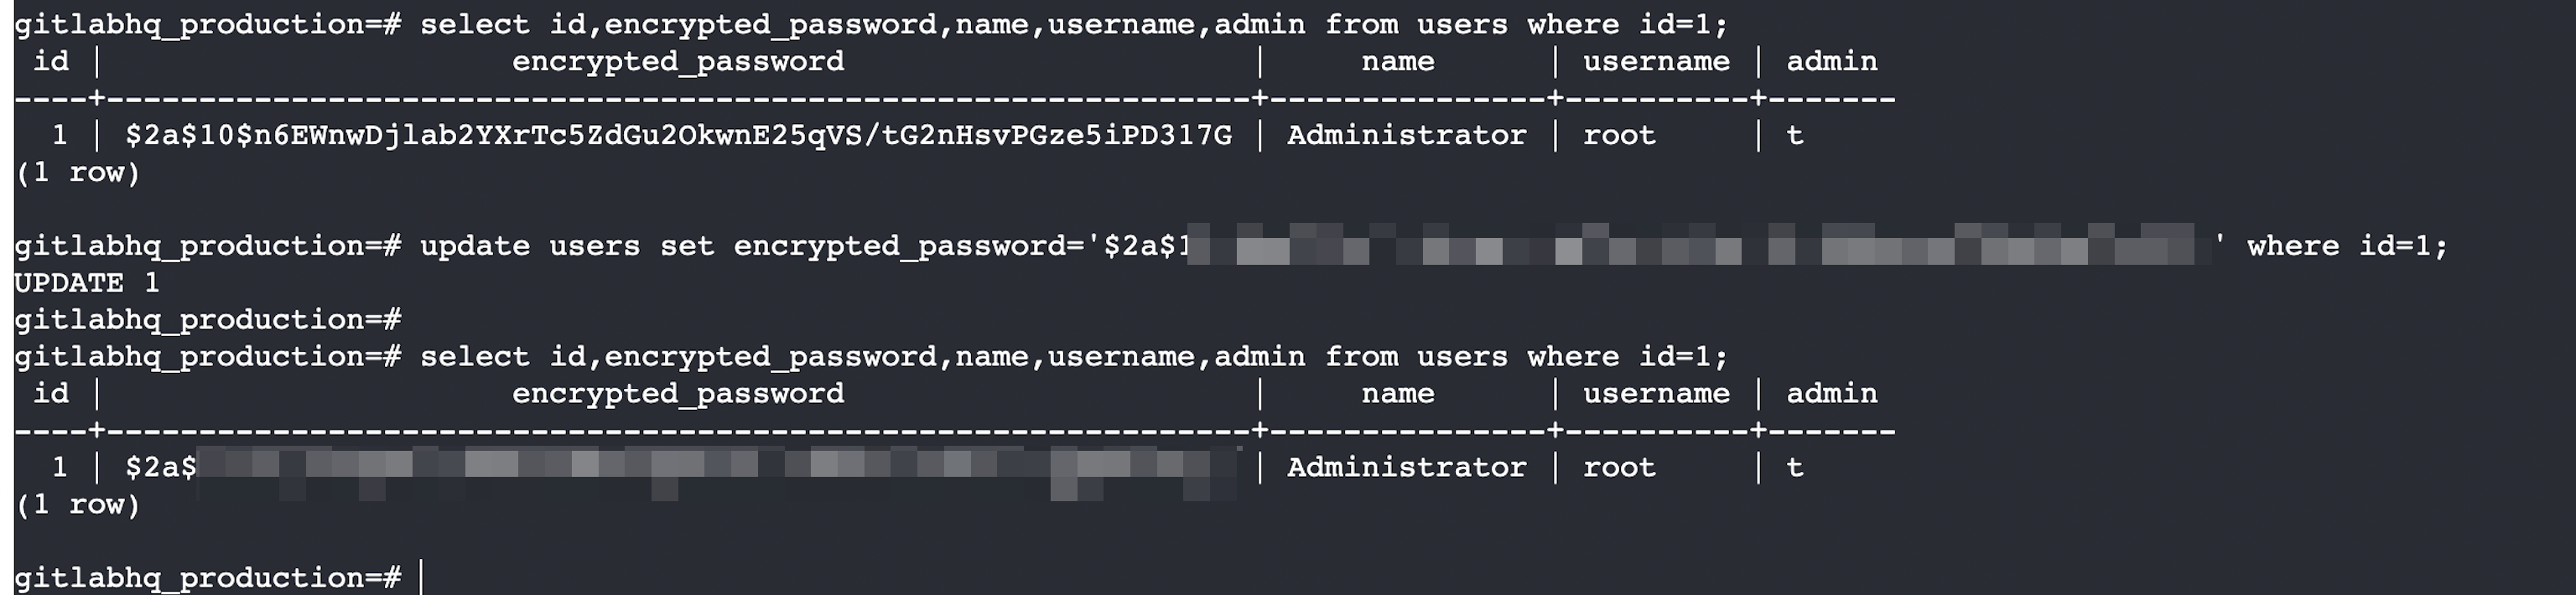 gitlabhq_production=# select id,encrypted_password,name,username,admin from users where id=1;
 id |                      encrypted_password                      |     name      | username | admin
----+--------------------------------------------------------------+---------------+----------+-------
  1 | $2a$10$n6EWnwDjlab2YXrTc5ZdGu2OkwnE25qVS/tG2nHsvPGze5iPD317G | Administrator | root     | t
(1 row)
gitlabhq_production=# update users set encrypted_password='$2a$1 ' where id=1;
UPDATE 1
gitlabhq_production=#
gitlabhq_production=# select id,encrypted_password,name,username,admin from users where id=1;
 id |                      encrypted_password                      |     name      | username | admin
----+--------------------------------------------------------------+---------------+----------+-------
  1 | $2a$ | Administrator | root     | t
(1 row)
gitlabhq_production=#